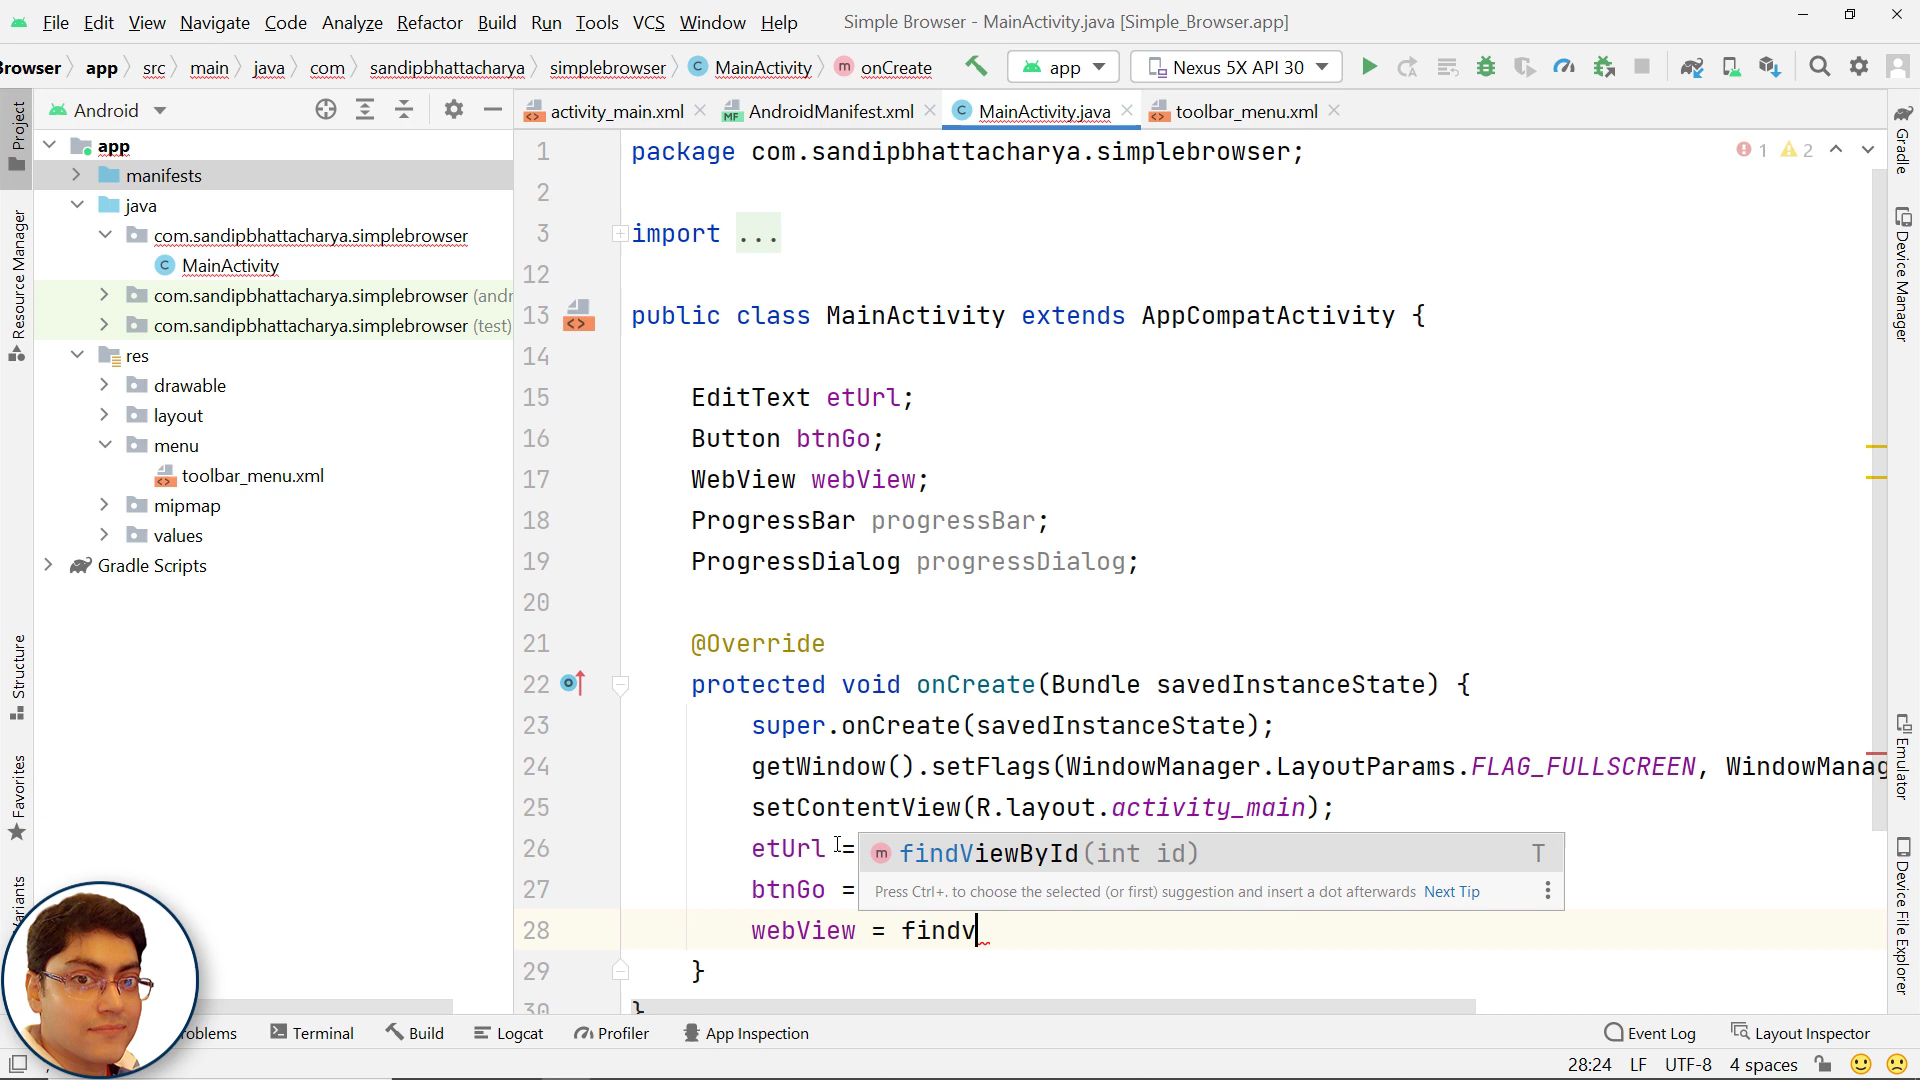 File Edit View Navigate Code Analyze Refactor Build Run Tools VCS Window Help Simple Browser - MainActivity.java [Simple_Browser.app]
Browser app src main java com sandipbhattacharya simplebrowser MainActivity onCreate app Nexus 5X API 30
Project
Resource Manager
Structure
Favorites
Android
app
manifests
java
com.sandipbhattacharya.simplebrowser
MainActivity
com.sandipbhattacharya.simplebrowser (andr
com.sandipbhattacharya.simplebrowser (test)
res
drawable
layout
menu
toolbar_menu.xml
mipmap
values
Gradle Scripts
activity_main.xml AndroidManifest.xml MainActivity.java toolbar_menu.xml
1 package com.sandipbhattacharya.simplebrowser; 1 2
2
3 import ...
12
13 public class MainActivity extends AppCompatActivity {
14
15 EditText etUrl;
16 Button btnGo;
17 WebView webView;
18 ProgressBar progressBar;
19 ProgressDialog progressDialog;
20
21 @Override
22 protected void onCreate(Bundle savedInstanceState) {
23 super.onCreate(savedInstanceState);
24 getWindow().setFlags(WindowManager.LayoutParams.FLAG_FULLSCREEN, WindowManag
25 setContentView(R.layout.activity_main);
26 etUrl =
27 btnGo =
28 webView = findv
29 }
30 }
findViewById(int id) T
Press Ctrl+. to choose the selected (or first) suggestion and insert a dot afterwards Next Tip
Gradle
Device Manager
Emulator
Device File Explorer
Terminal Build Logcat Profiler App Inspection Event Log Layout Inspector
28:24 LF UTF-8 4 spaces